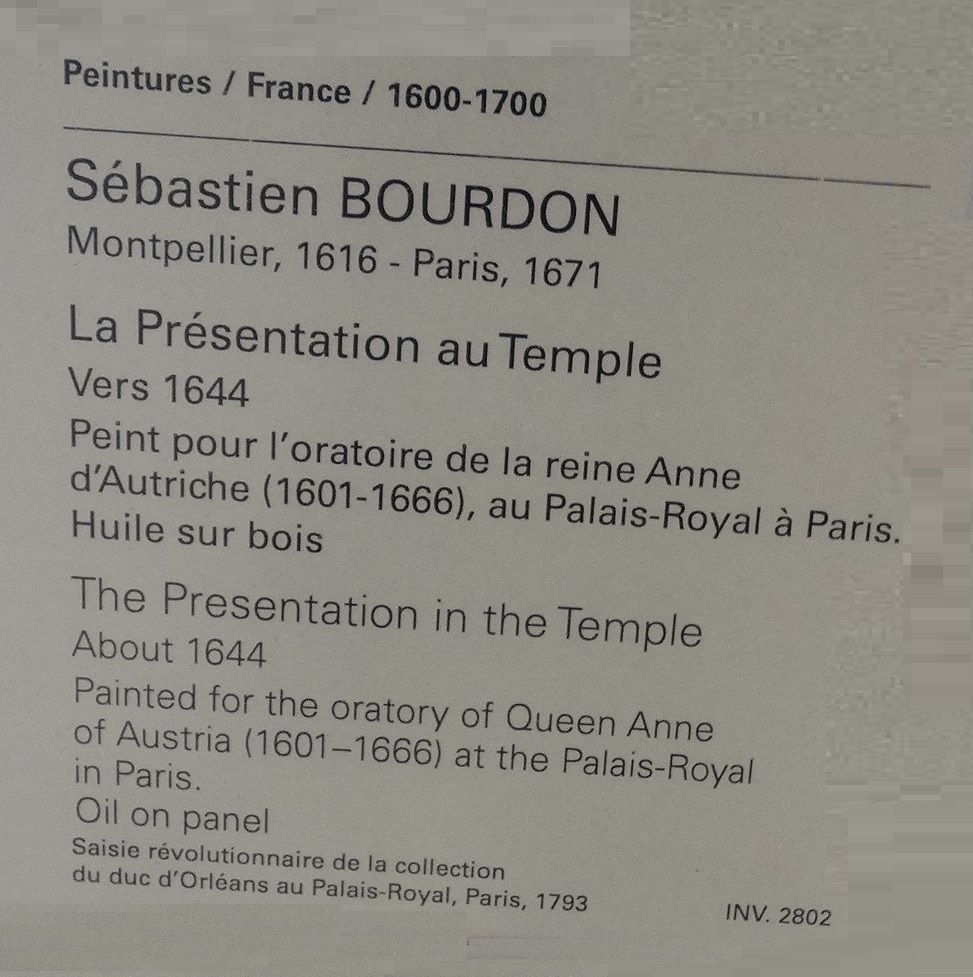 Peintures / France / 1600-1700
Sébastien BOURDON
Montpellier, 1616 - Paris, 1671
La Présentation au Temple
Vers 1644
Peint pour l'oratoire de la reine Anne
d'Autriche (1601-1666), au Palais-Royal à Paris.
Huile sur bois
The Presentation in the Temple
About 1644
Painted for the oratory of Queen Anne
of Austria (1601–1666) at the Palais-Royal
in Paris.
Oil on panel
Saisie révolutionnaire de la collection
du duc d'Orléans au Palais-Royal, Paris, 1793
INV. 2802